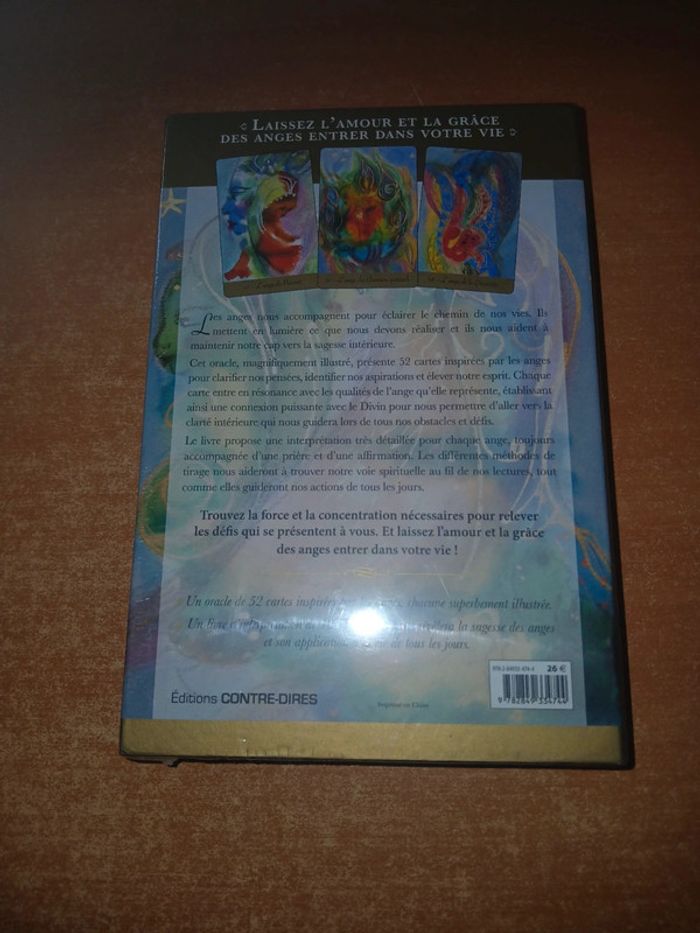 LAISSEZ L'AMOUR ET LA GRÂCE
DES ANGES ENTRER DANS VOTRE VIE
Les anges nous accompagnent pour éclairer le chemin de nos vies. Ils
mettent en lumière ce que nous devons réaliser et ils nous aident à
maintenir notre cap vers la sagesse intérieure.
Cet oracle, magnifiquement illustré, présente 52 cartes inspirées par les anges
pour clarifier nos pensées, identifier nos aspirations et élever notre esprit. Chaque
carte entre en résonance avec les qualités de l'ange qu'elle représente, établissant
ainsi une connexion puissante avec le Divin pour nous permettre d'aller vers la
clarté intérieure qui nous guidera lors de tous nos obstacles et défis.
Le livre propose une interprétation très détaillée pour chaque ange, toujours
accompagnée d'une prière et d'une affirmation. Les différentes méthodes de
tirage nous aideront à trouver notre voie spirituelle au fil de nos lectures, tout
comme elles guideront nos actions de tous les jours.
Trouvez la force et la concentration nécessaires pour relever
les défis qui se présentent à vous. Et laissez l'amour et la grâce
des anges entrer dans votre vie !
Un oracle de 52 cartes inspirées par les anges, chacune superbement illustrée.
Un livre d'interprétation la sagesse des anges
et son application de tous les jours.
26 €
9 782849 334744
Éditions CONTRE-DIRES
Imprimé en Chine